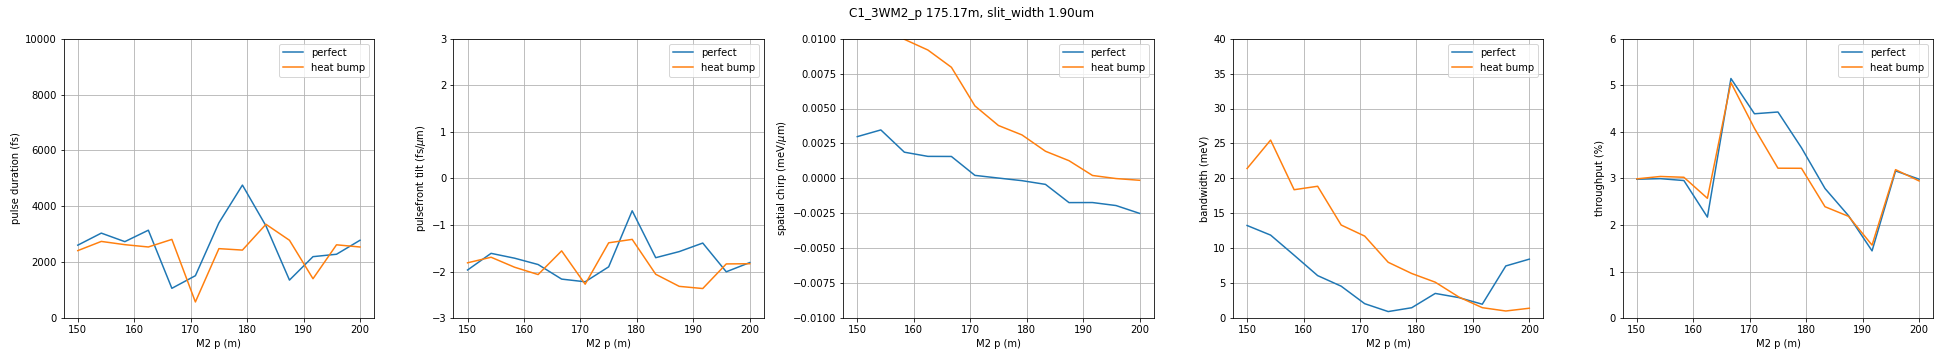 C1_3WM2_p 175.17m, slit_width 1.90um
pulse duration (fs)
10000
8000
6000
4000
2000
0
150 160 170 180 190 200
M2 p (m)
perfect
heat bump
pulsefront tilt (fs/μm)
3
2
1
0
−1
−2
−3
150 160 170 180 190 200
M2 p (m)
perfect
heat bump
spatial chirp (meV/μm)
0.0100
0.0075
0.0050
0.0025
0.0000
−0.0025
−0.0050
−0.0075
−0.0100
150 160 170 180 190 200
M2 p (m)
perfect
heat bump
bandwidth (meV)
40
35
30
25
20
15
10
5
0
150 160 170 180 190 200
M2 p (m)
perfect
heat bump
throughput (%)
6
5
4
3
2
1
0
150 160 170 180 190 200
M2 p (m)
perfect
heat bump